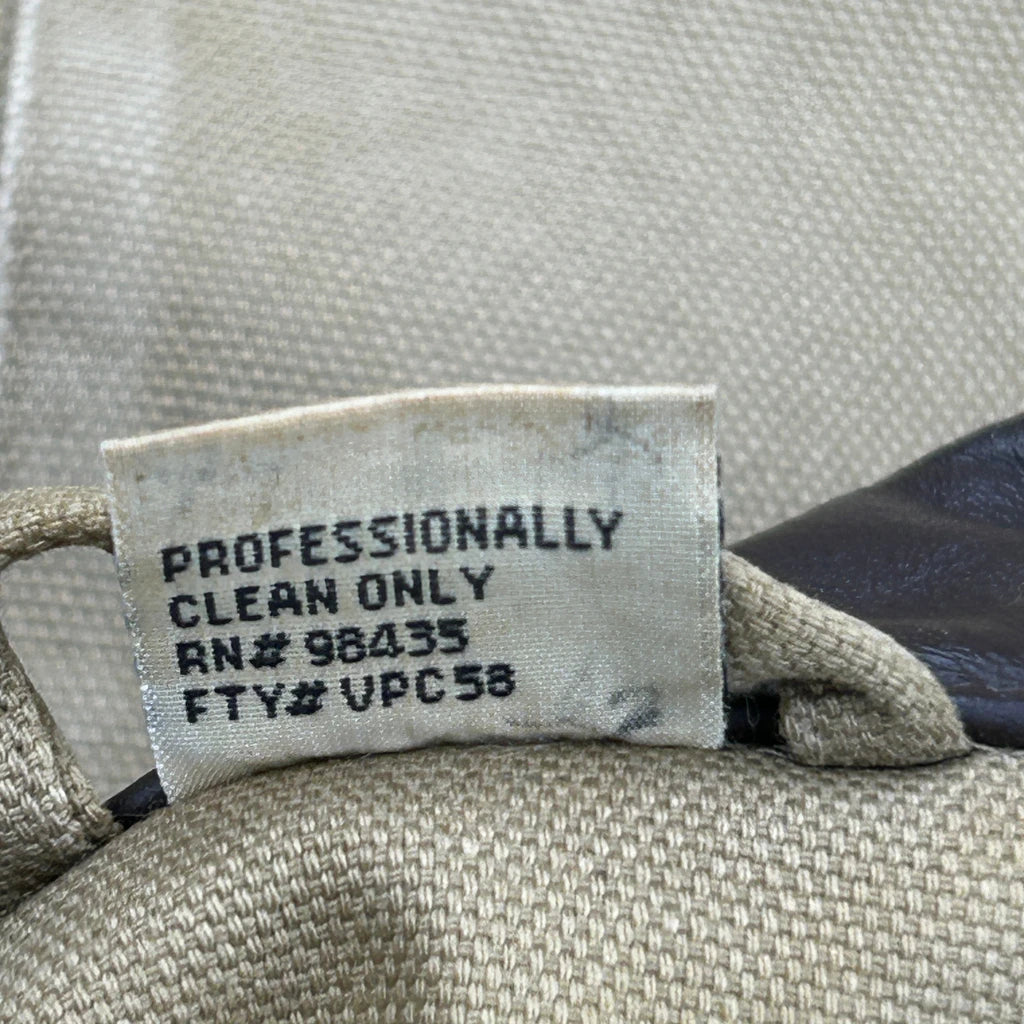 PROFESSIONALLY
CLEAN ONLY
RN# 98435
FTY# VPC58